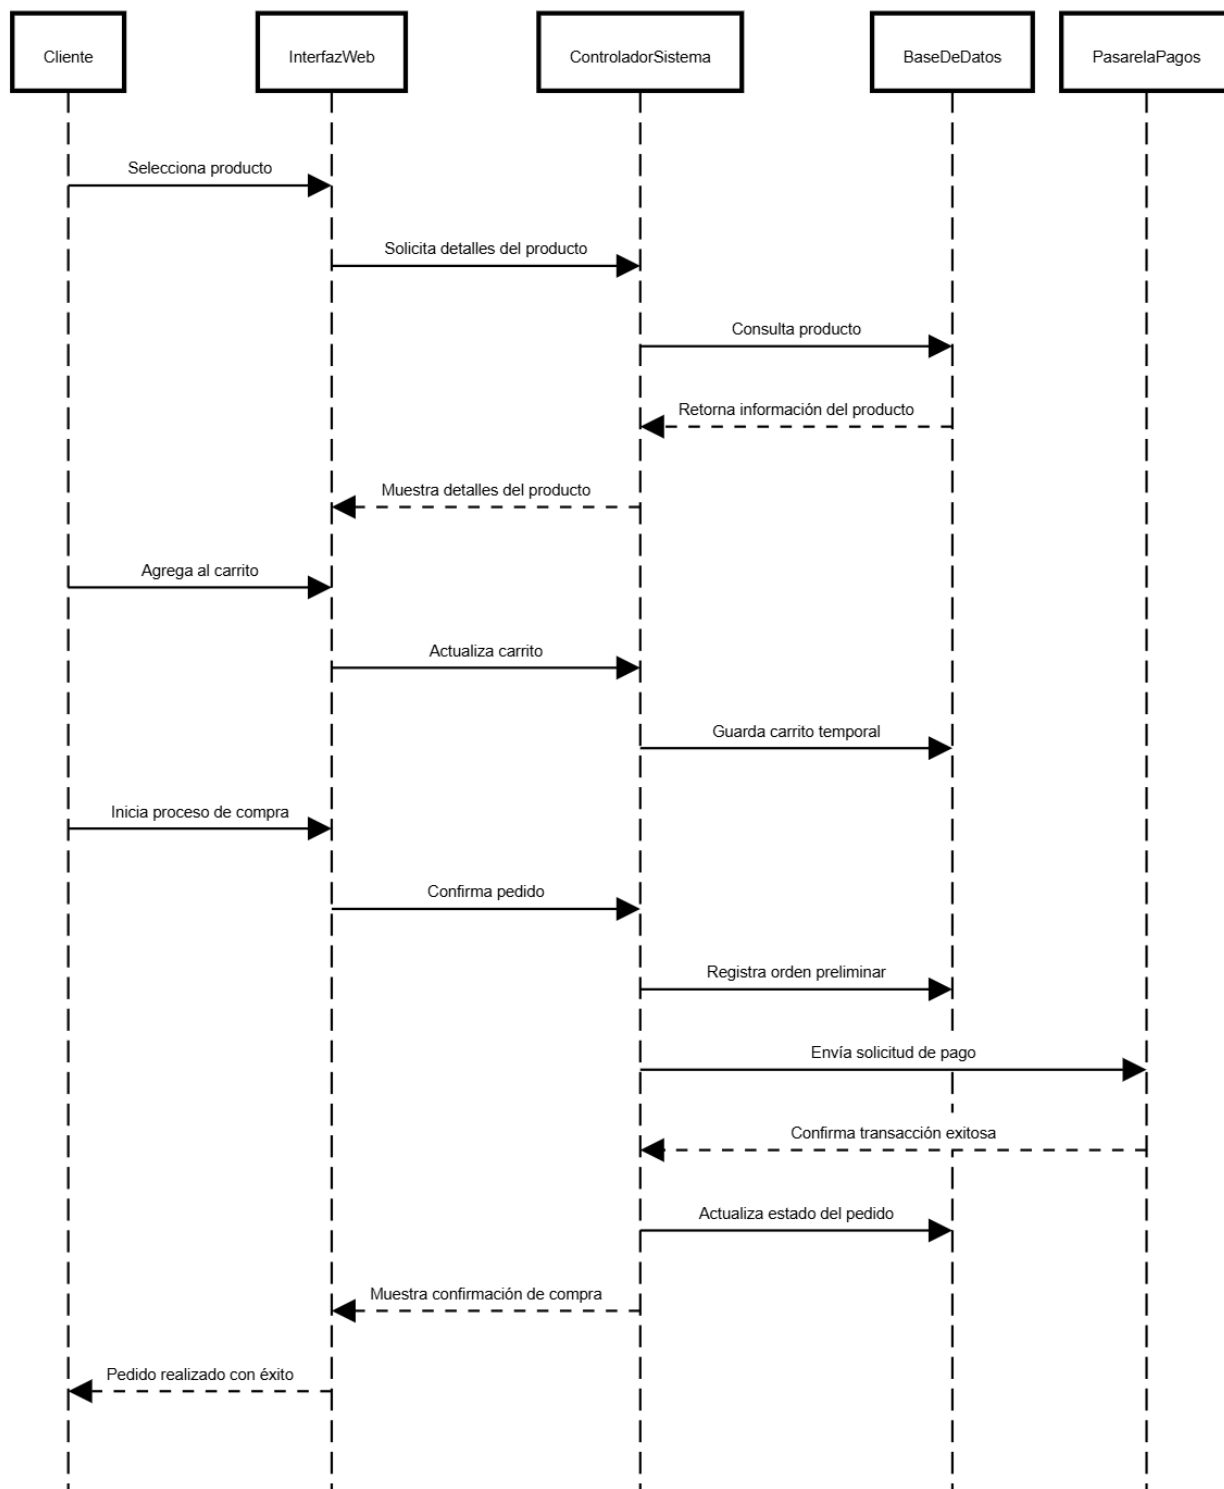 Cliente
InterfazWeb
ControladorSistema
BaseDeDatos
PasarelaPagos
Selecciona producto
Solicita detalles del producto
Consulta producto
Retorna información del producto
Muestra detalles del producto
Agrega al carrito
Actualiza carrito
Guarda carrito temporal
Inicia proceso de compra
Confirma pedido
Registra orden preliminar
Envía solicitud de pago
Confirma transacción exitosa
Actualiza estado del pedido
Muestra confirmación de compra
Pedido realizado con éxito